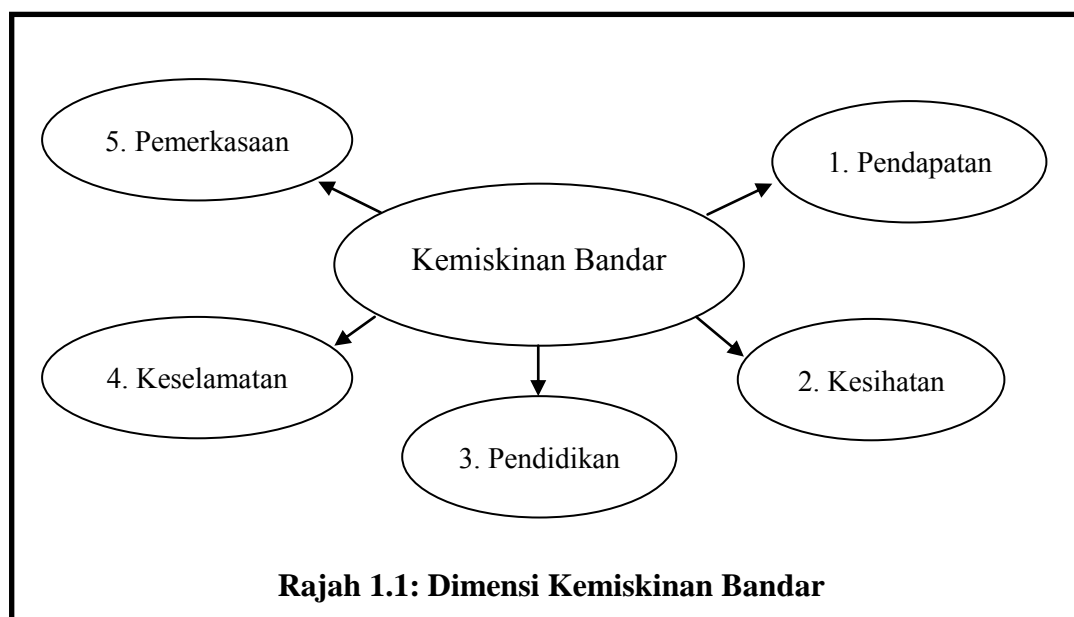 5. Pemerkasaan
1. Pendapatan
Kemiskinan Bandar
4. Keselamatan
2. Kesihatan
3. Pendidikan
Rajah 1.1: Dimensi Kemiskinan Bandar